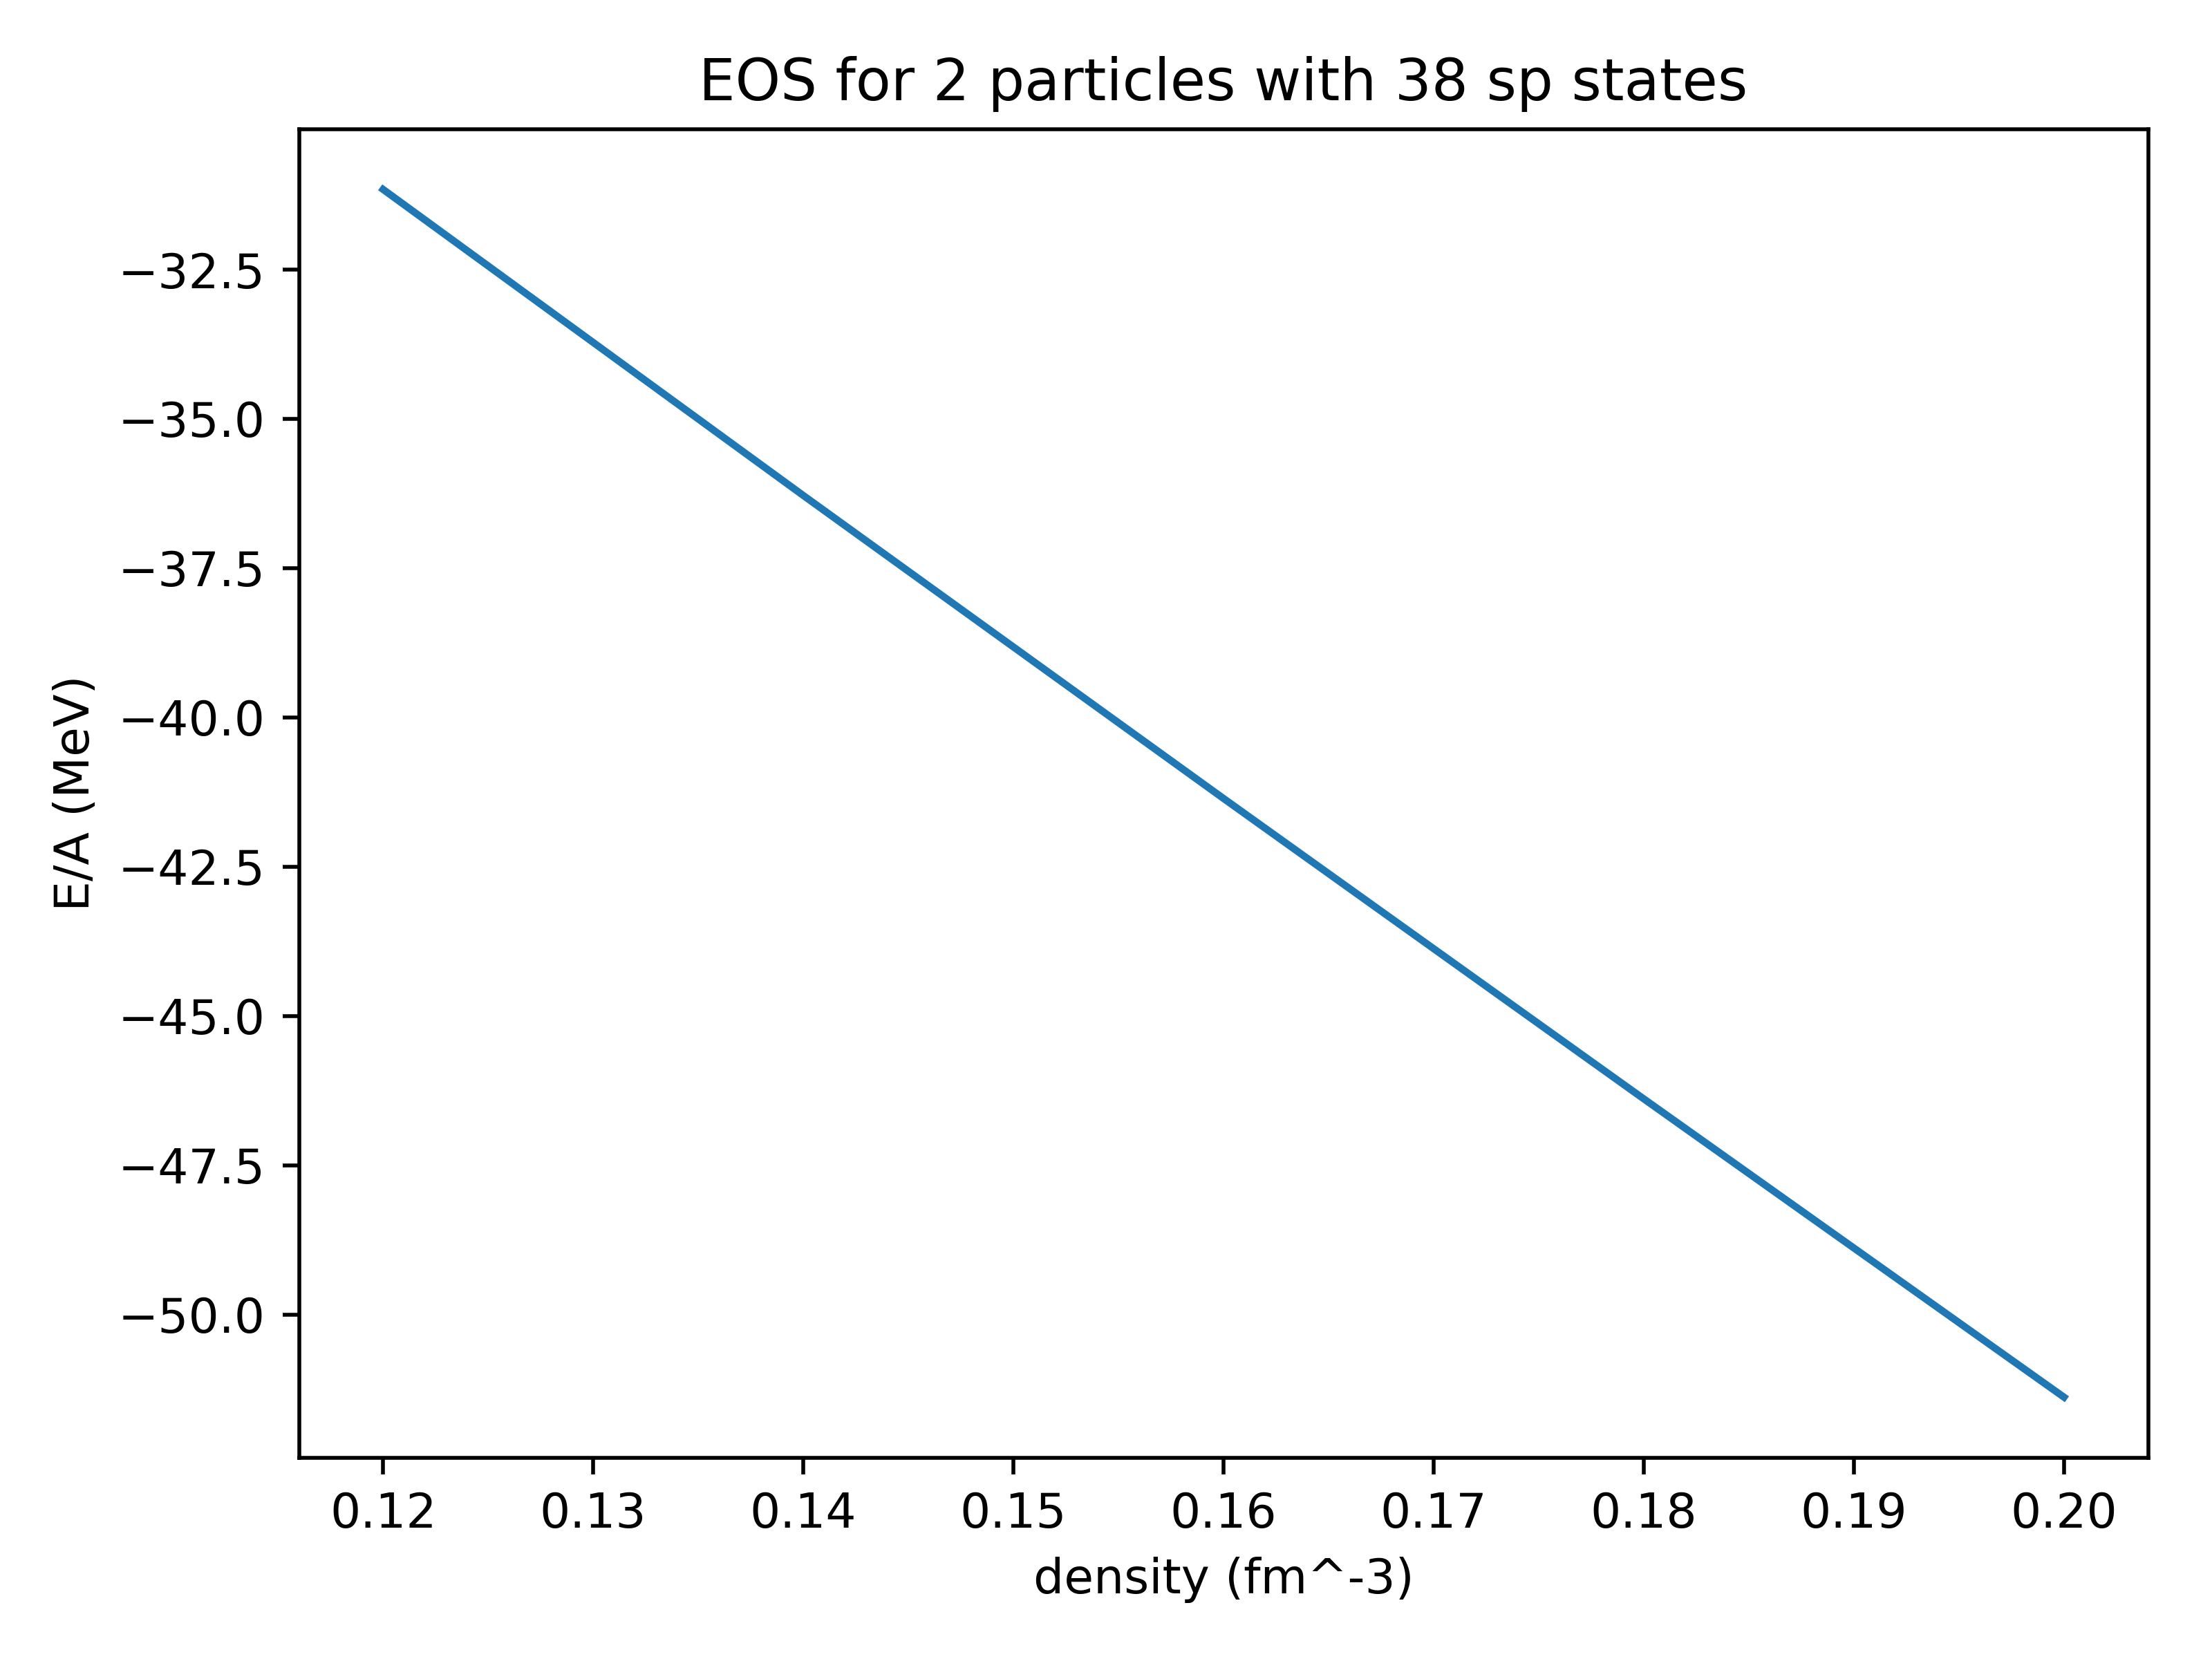 EOS for 2 particles with 38 sp states
E/A (MeV)
−32.5
−35.0
−37.5
−40.0
−42.5
−45.0
−47.5
−50.0
0.12 0.13 0.14 0.15 0.16 0.17 0.18 0.19 0.20
density (fm^-3)